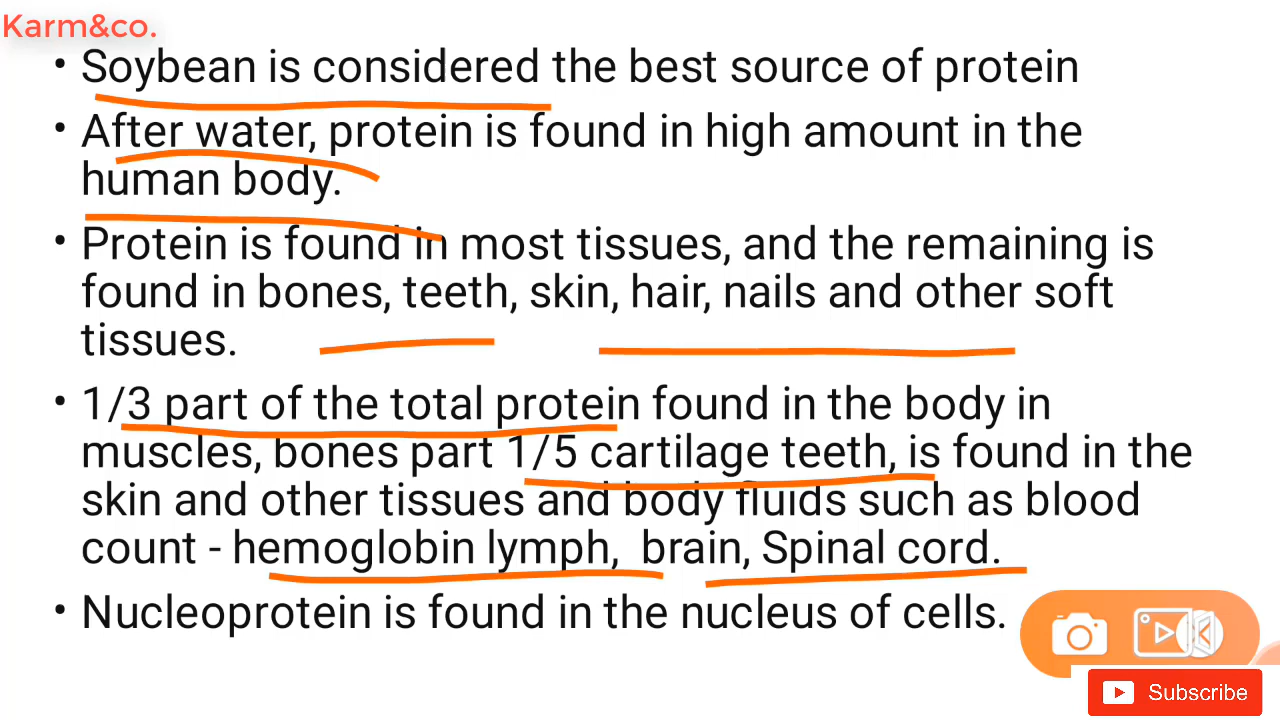 Karm&co.
• Soybean is considered the best source of protein
• After water, protein is found in high amount in the
human body.
• Protein is found in most tissues, and the remaining is
found in bones, teeth, skin, hair, nails and other soft
tissues.
• 1/3 part of the total protein found in the body in
muscles, bones part 1/5 cartilage teeth, is found in the
skin and other tissues and body fluids such as blood
count - hemoglobin lymph,  brain, Spinal cord.
• Nucleoprotein is found in the nucleus of cells.
Subscribe